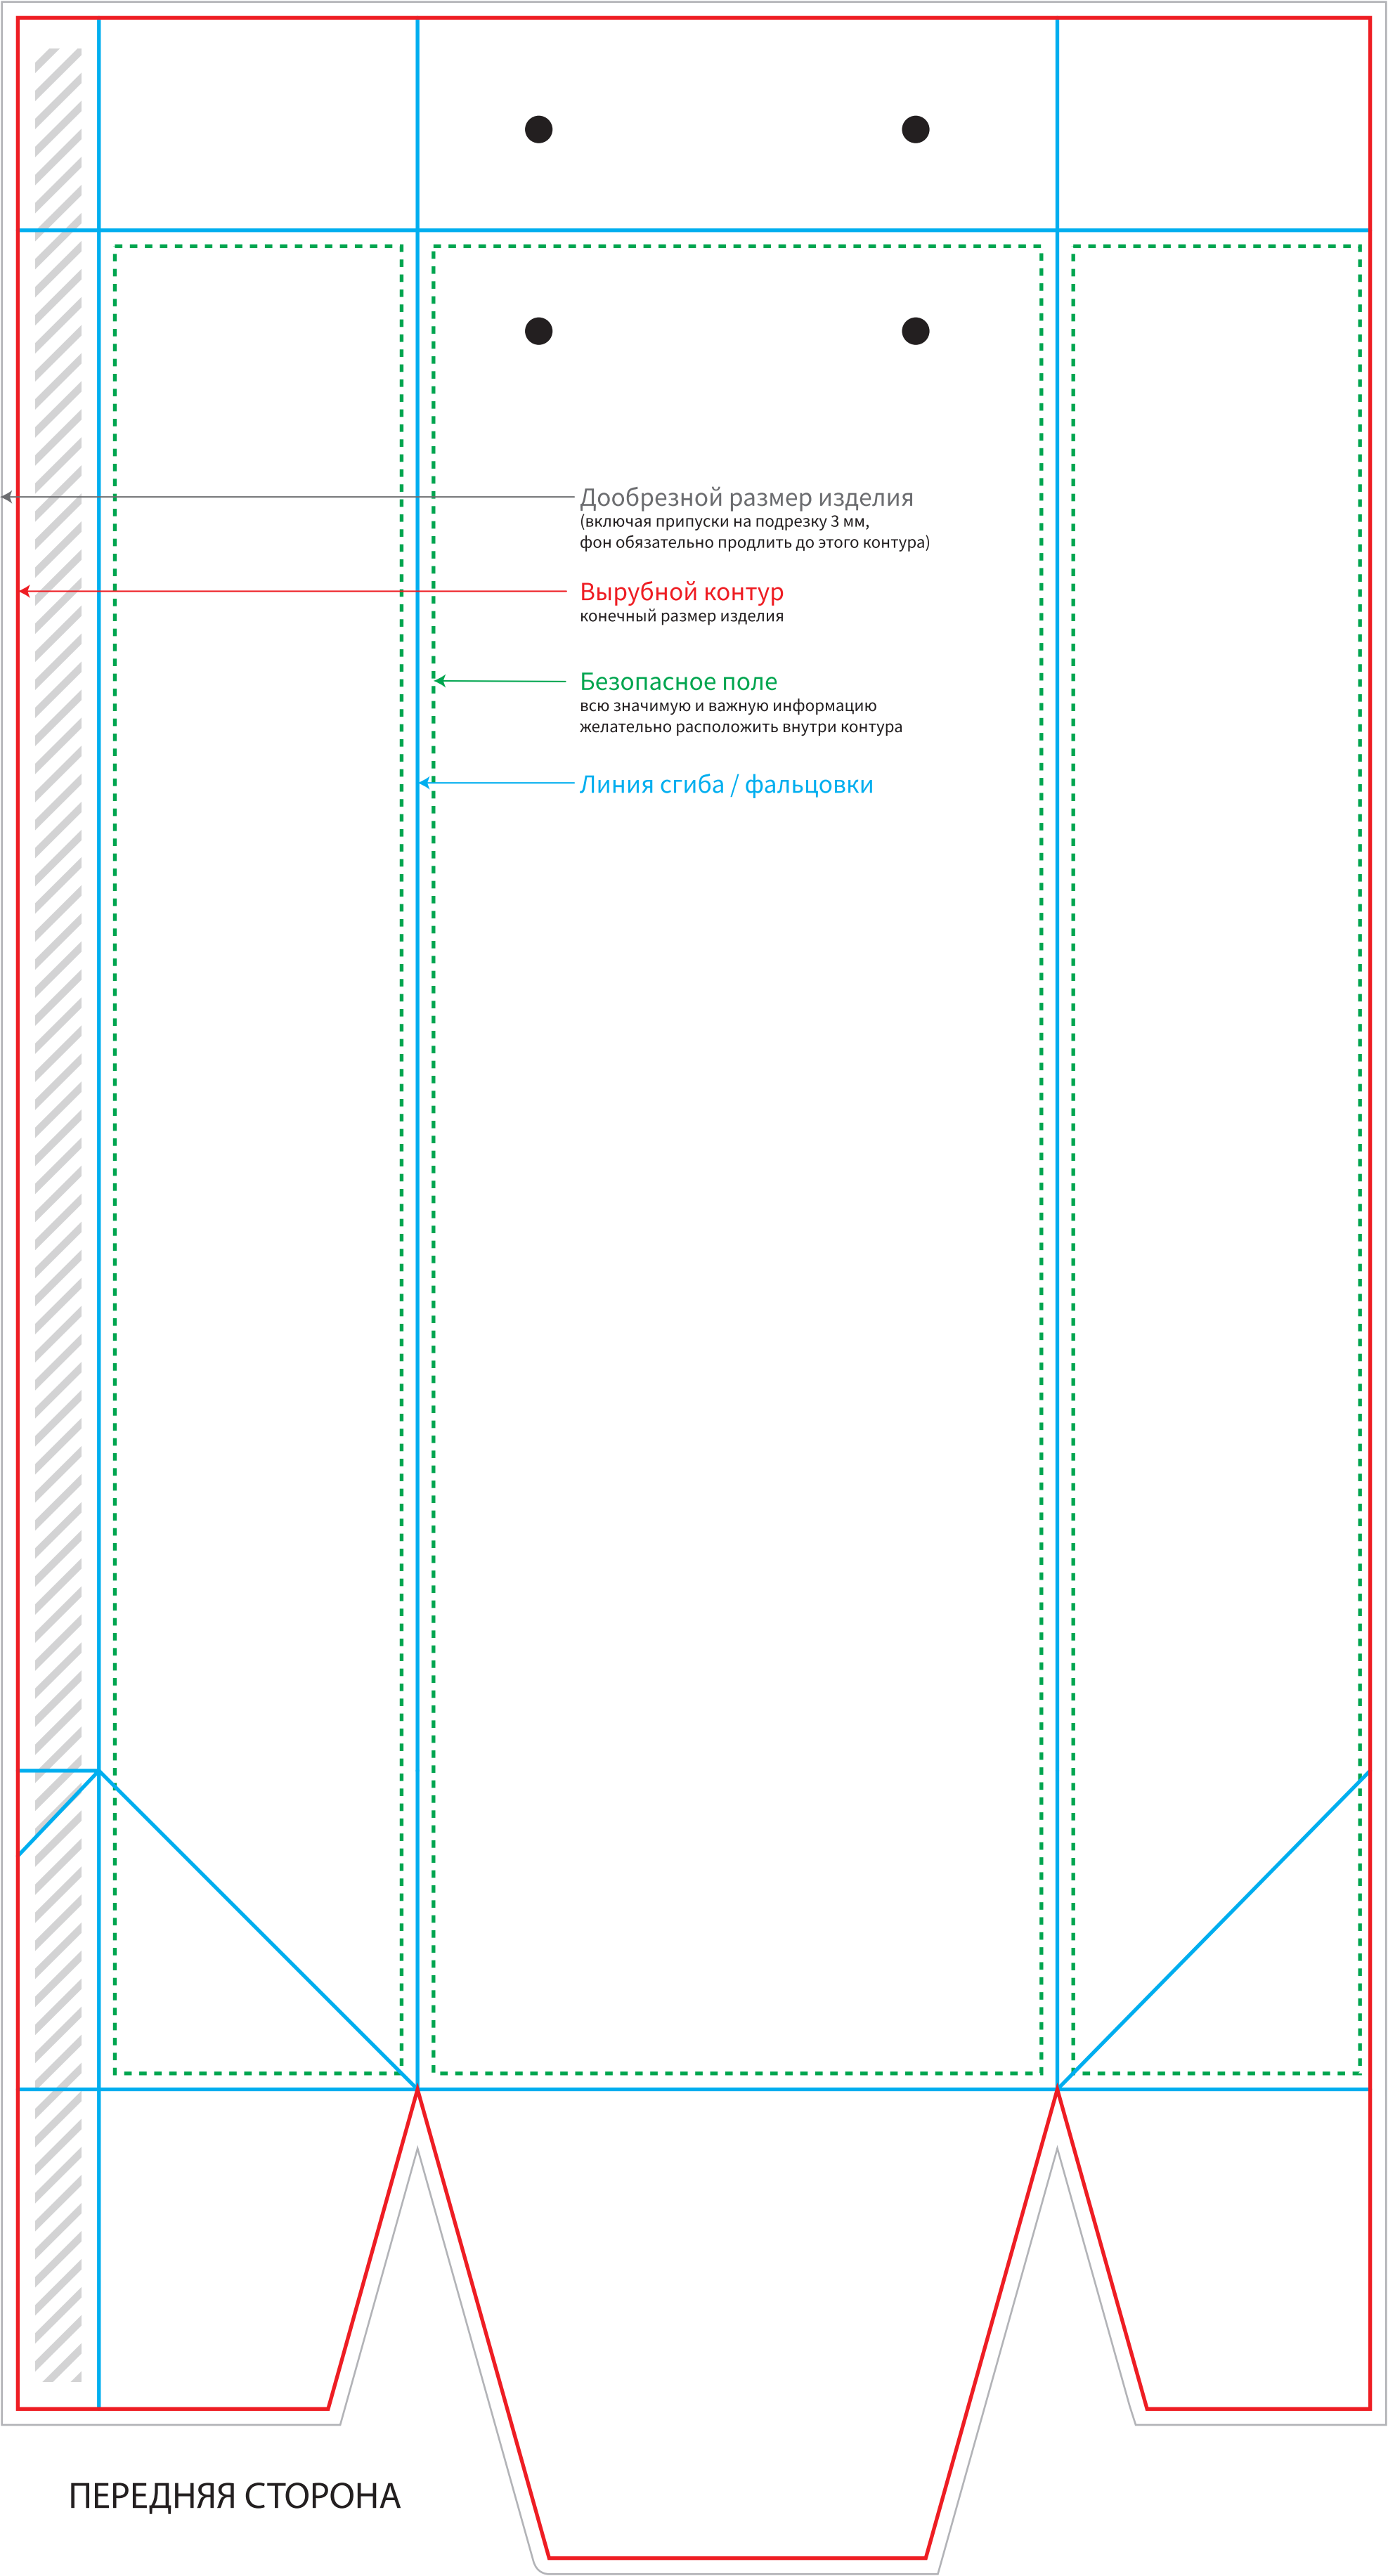 Дообрезной размер изделия
(включая припуски на подрезку 3 мм,
фон обязательно продлить до этого контура)
Вырубной контур
конечный размер изделия
Безопасное поле
всю значимую и важную информацию
желательно расположить внутри контура
Линия сгиба / фальцовки
ПЕРЕДНЯЯ СТОРОНА